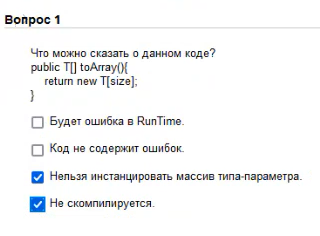 Вопрос 1
Что можно сказать о данном коде?
public T[] toArray(){
return new T[size];
}
Будет ошибка в RunTime.
Код не содержит ошибок.
Нельзя инстанцировать массив типа-параметра.
Не скомпилируется.